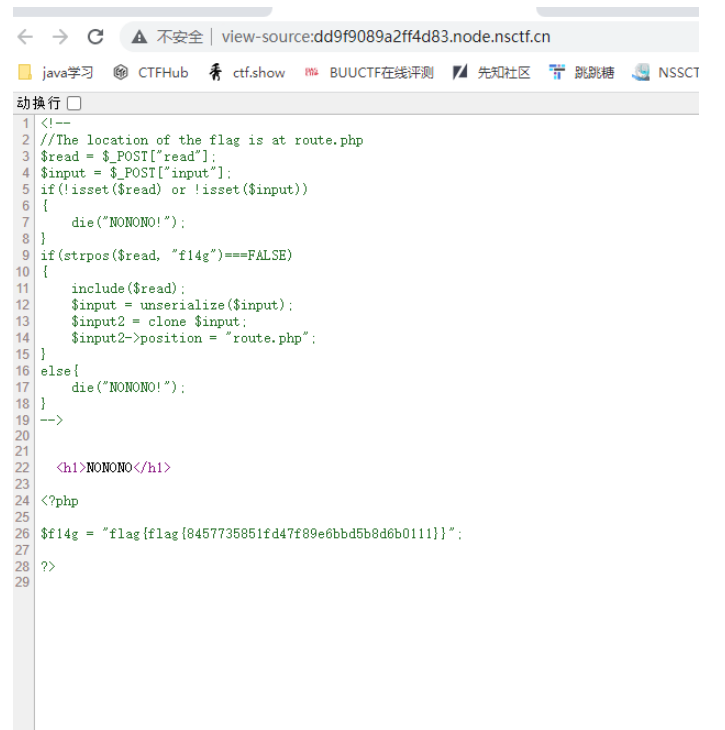 不安全 | view-source:dd9f9089a2ff4d83.node.nsctf.cn
java学习 CTFHub ctf.show BUUCTF在线评测 先知社区 跳跳糖 NSSCT
动换行
1 <!--
2 //The location of the flag is at route.php
3 $read = $_POST["read"];
4 $input = $_POST["input"];
5 if(!isset($read) or !isset($input))
6 {
7 die("NONONO!");
8 }
9 if(strpos($read, "f14g")===FALSE)
10 {
11 include($read);
12 $input = unserialize($input);
13 $input2 = clone $input;
14 $input2->position = "route.php";
15 }
16 else{
17 die("NONONO!");
18 }
19 -->
20
21
22 <h1>NONONO</h1>
23
24 <?php
25
26 $f14g = "flag{flag{8457735851fd47f89e6bbd5b8d6b0111}}";
27
28 ?>
29